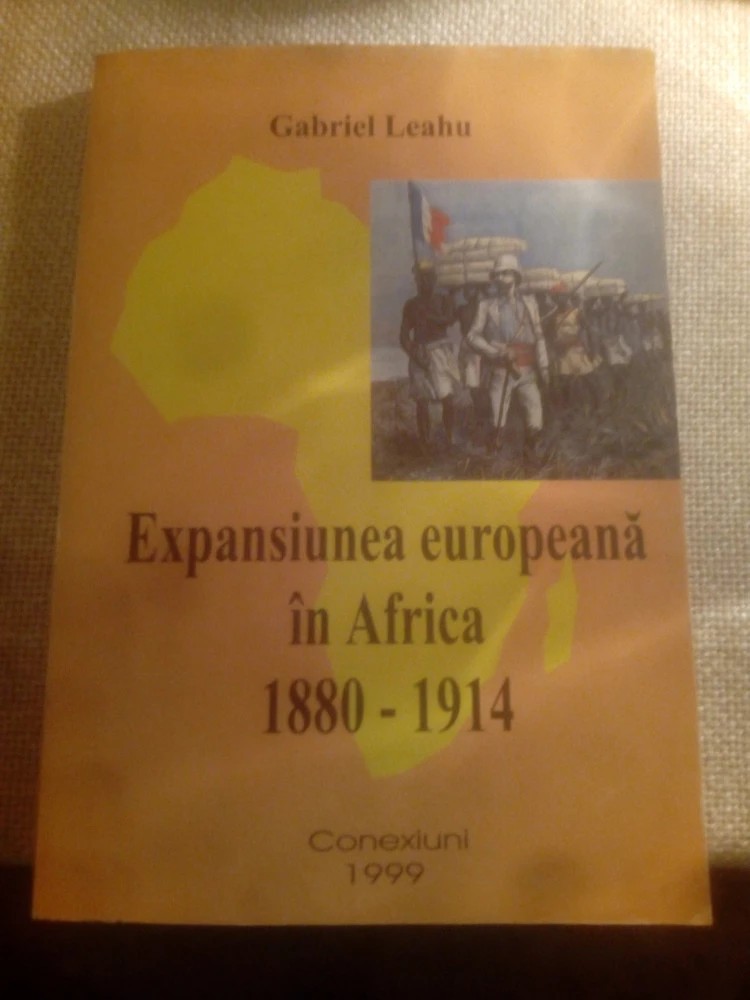 Gabriel Leahu
Expansiunea europeană
în Africa
1880 - 1914
Conexiuni
1999